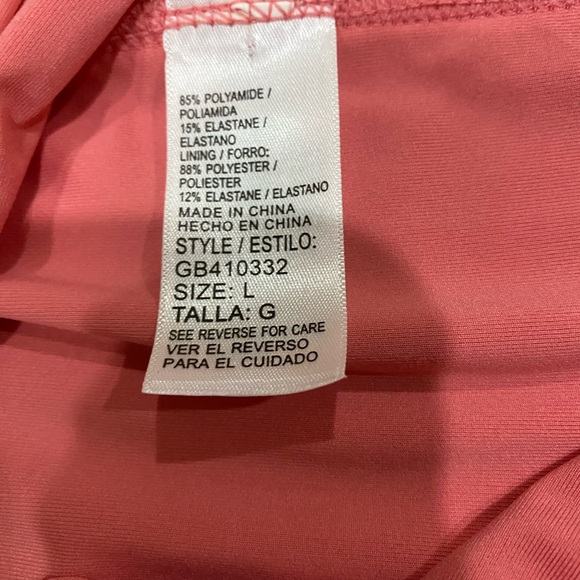 85% POLYAMIDE /
POLIAMIDA
15% ELASTANE /
ELASTANO
LINING / FORRO:
88% POLYESTER /
POLIESTER
12% ELASTANE / ELASTANO
MADE IN CHINA
HECHO EN CHINA
STYLE / ESTILO:
GB410332
SIZE: L
TALLA: G
SEE REVERSE FOR CARE
VER EL REVERSO
PARA EL CUIDADO